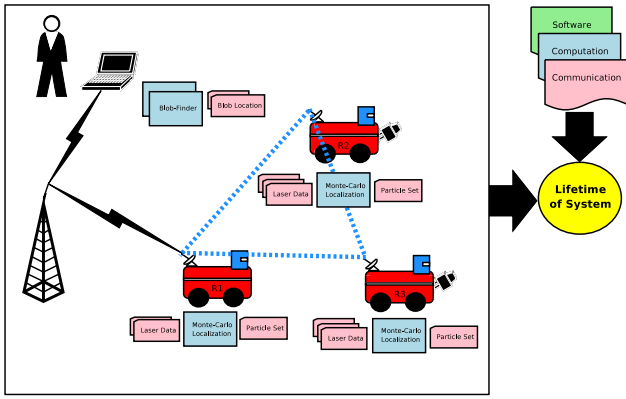 Software
Computation
Communication
Blob-Finder
Blob Location
R2
Laser Data
Monte-Carlo
Localization
Particle Set
Lifetime
of System
R1
R3
Laser Data
Monte-Carlo
Localization
Particle Set
Laser Data
Monte-Carlo
Localization
Particle Set